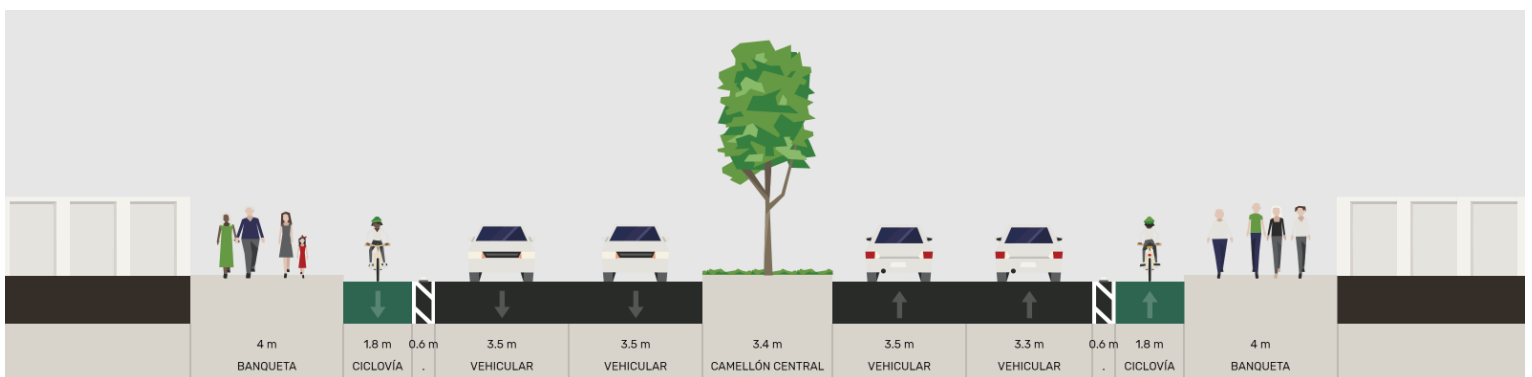 4 m 1.8 m 0.6 m 3.5 m 3.5 m 3.4 m 3.5 m 3.3 m 0.6 m 1.8 m 4 m
BANQUETA CICLOVÍA . VEHICULAR VEHICULAR CAMELLÓN CENTRAL VEHICULAR VEHICULAR . CICLOVÍA BANQUETA